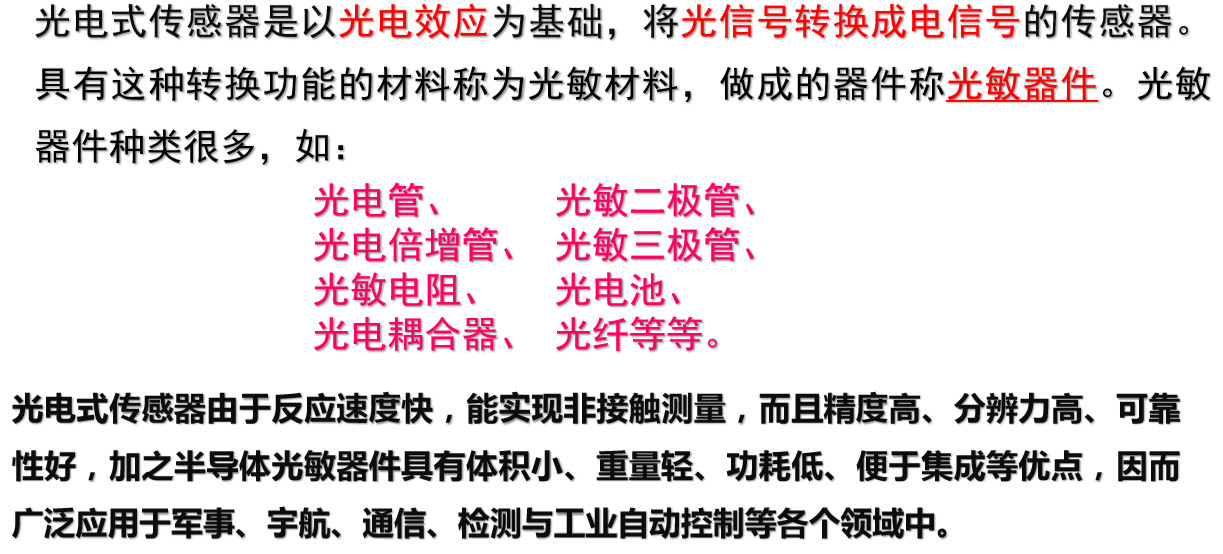 光电式传感器是以光电效应为基础，将光信号转换成电信号的传感器。
具有这种转换功能的材料称为光敏材料，做成的器件称光敏器件。光敏
器件种类很多，如：
光电管、 光敏二极管、
光电倍增管、 光敏三极管、
光敏电阻、 光电池、
光电耦合器、 光纤等等。
光电式传感器由于反应速度快，能实现非接触测量，而且精度高、分辨力高、可靠
性好，加之半导体光敏器件具有体积小、重量轻、功耗低、便于集成等优点，因而
广泛应用于军事、宇航、通信、检测与工业自动控制等各个领域中。